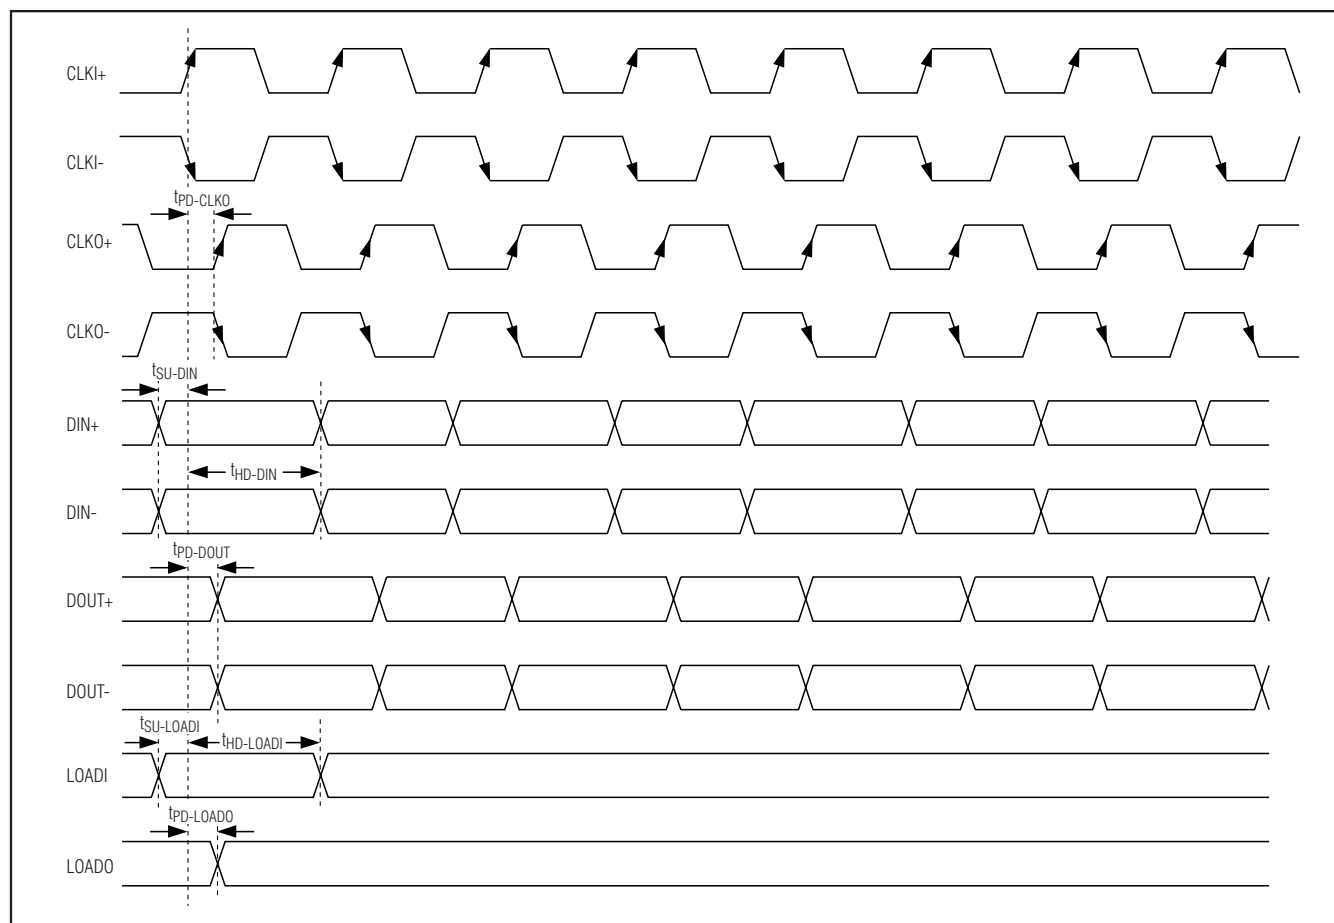 CLKI+
CLKI-
tPD-CLKO
CLKO+
CLKO-
tSU-DIN
DIN+
tHD-DIN
DIN-
tPD-DOUT
DOUT+
DOUT-
tSU-LOADI
tHD-LOADI
LOADI
tPD-LOADO
LOADO